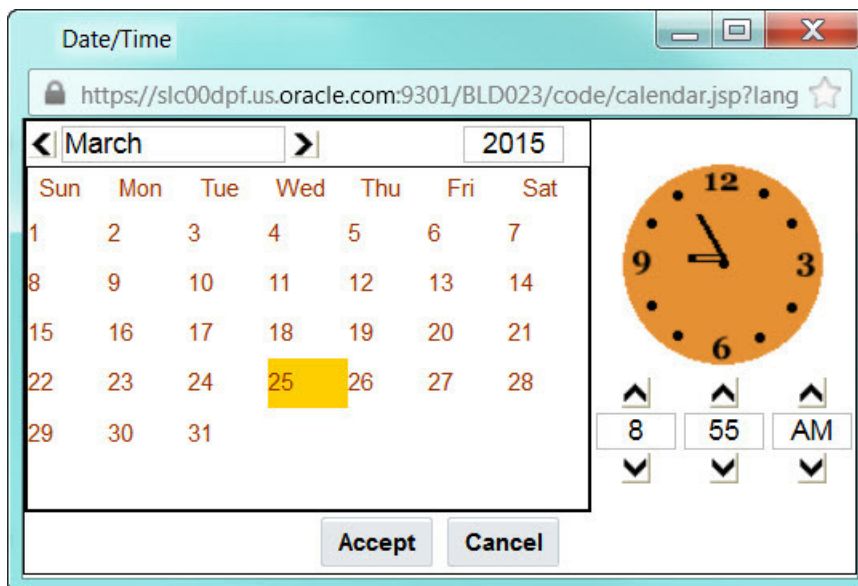 Date/Time
https://slc00dpf.us.oracle.com:9301/BLD023/code/calendar.jsp?lang
March 2015
Sun Mon Tue Wed Thu Fri Sat
1 2 3 4 5 6 7
8 9 10 11 12 13 14
15 16 17 18 19 20 21
22 23 24 25 26 27 28
29 30 31
12
9 3
6
8 55 AM
Accept Cancel